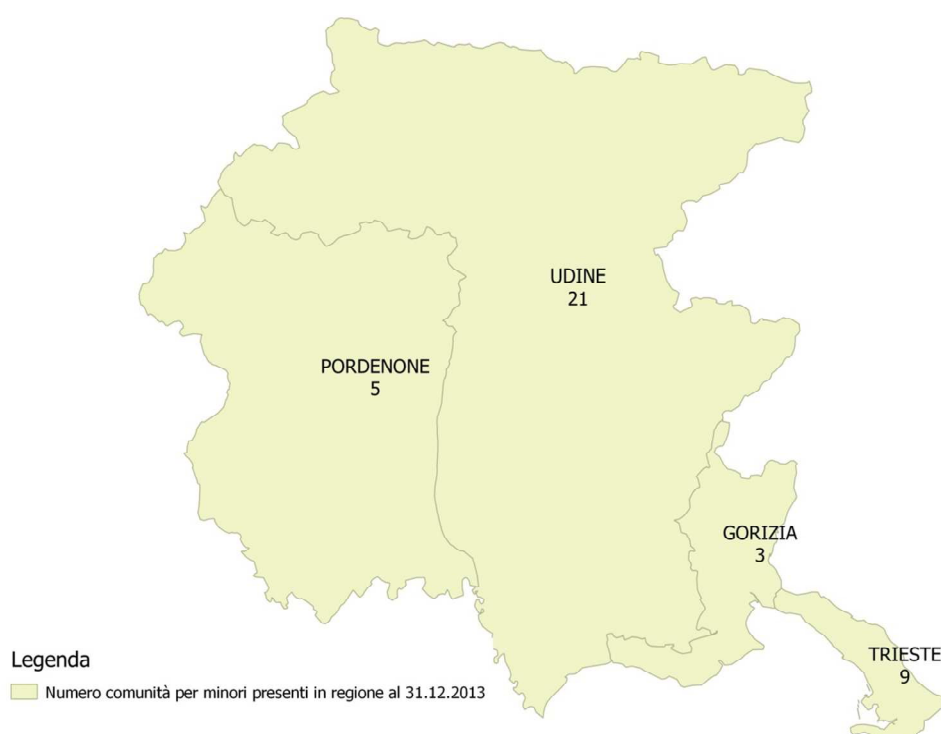 UDINE
21
PORDENONE
5
GORIZIA
3
TRIESTE
9
Legenda
Numero comunità per minori presenti in regione al 31.12.2013